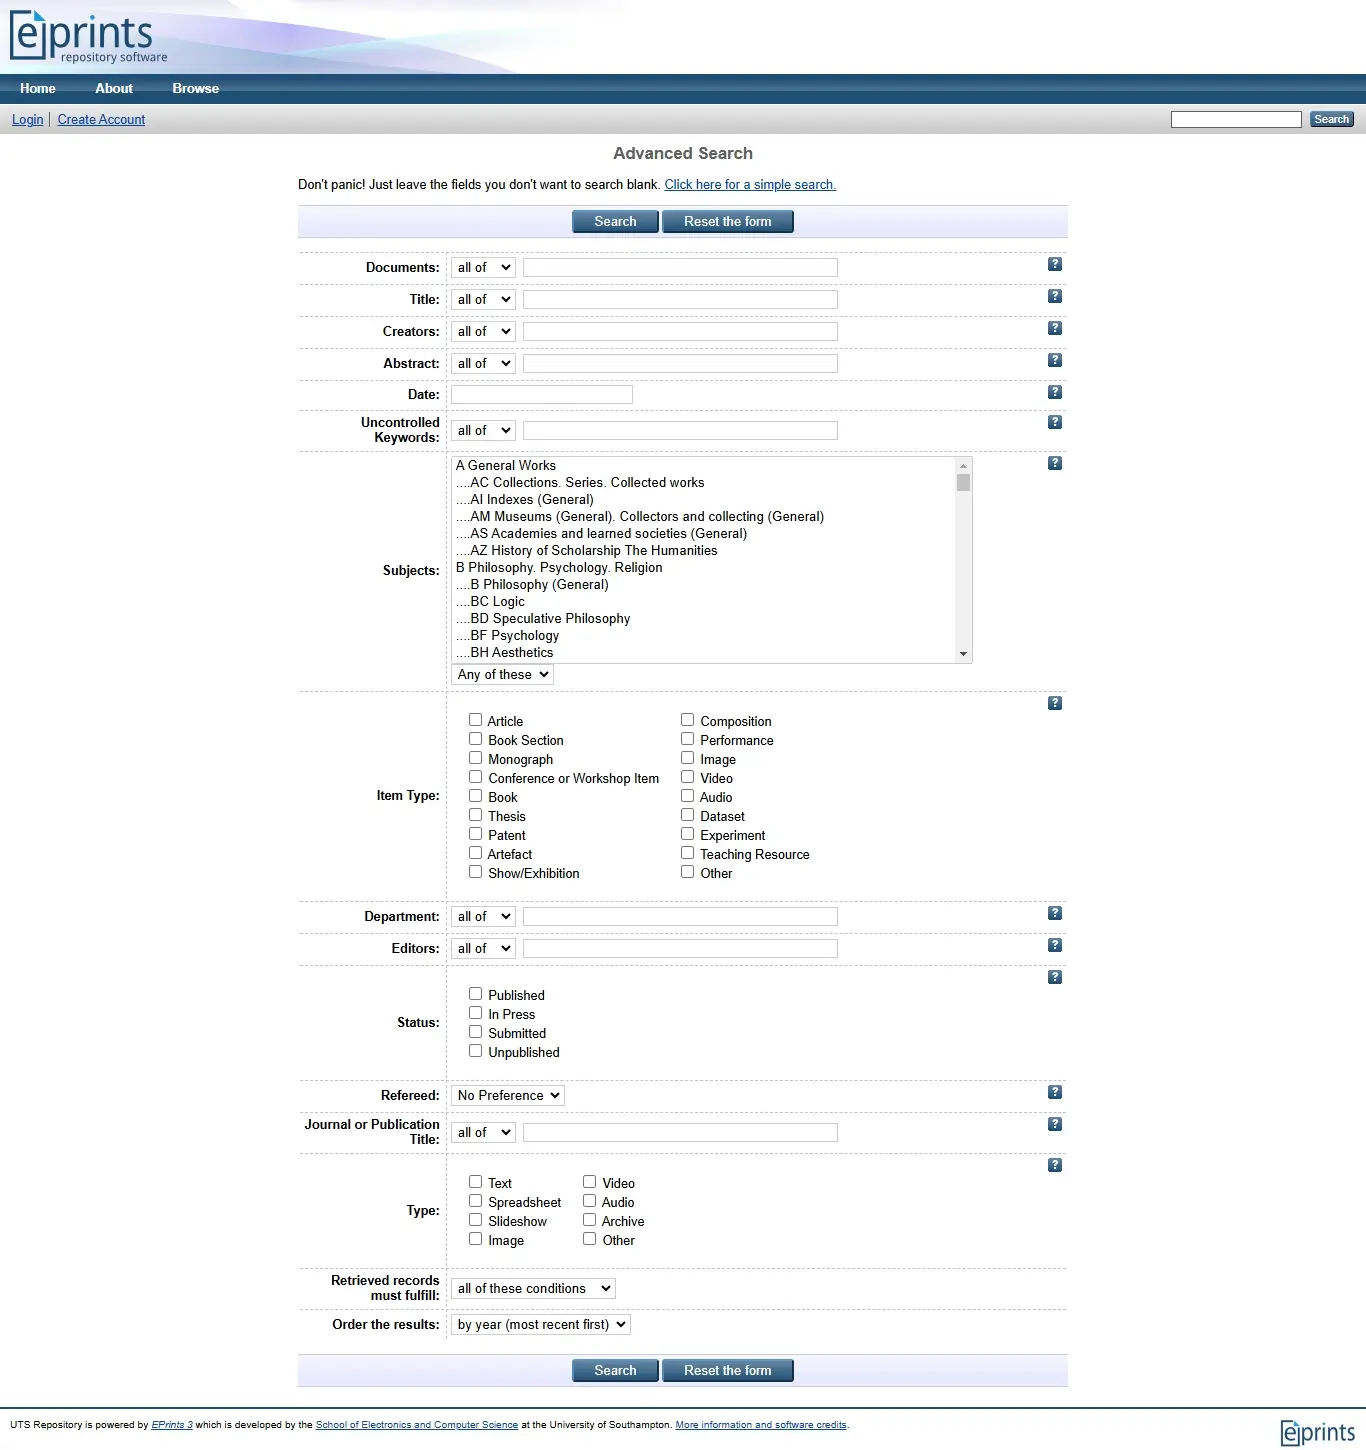 eprints
repository software
Home About Browse
Login Create Account Search
Advanced Search
Don't panic! Just leave the fields you don't want to search blank. Click here for a simple search.
Search Reset the form
Documents: all of ?
Title: all of ?
Creators: all of ?
Abstract: all of ?
Date: ?
Uncontrolled
Keywords: all of ?
Subjects: ?
A General Works
....AC Collections. Series. Collected works
....AI Indexes (General)
....AM Museums (General). Collectors and collecting (General)
....AS Academies and learned societies (General)
....AZ History of Scholarship The Humanities
B Philosophy. Psychology. Religion
....B Philosophy (General)
....BC Logic
....BD Speculative Philosophy
....BF Psychology
....BH Aesthetics
Any of these
Item Type: ?
Article Composition
Book Section Performance
Monograph Image
Conference or Workshop Item Video
Book Audio
Thesis Dataset
Patent Experiment
Artefact Teaching Resource
Show/Exhibition Other
Department: all of ?
Editors: all of ?
Status: ?
Published
In Press
Submitted
Unpublished
Refereed: No Preference ?
Journal or Publication
Title: all of ?
Type: ?
Text Video
Spreadsheet Audio
Slideshow Archive
Image Other
Retrieved records
must fulfill: all of these conditions
Order the results: by year (most recent first)
Search Reset the form
UTS Repository is powered by EPrints 3 which is developed by the School of Electronics and Computer Science at the University of Southampton. More information and software credits.
eprints